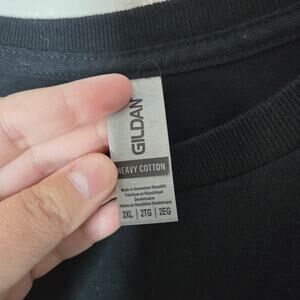 GILDAN
HEAVY COTTON
Made in Dominican Republic
Fabriqué en République
Dominicaine
Hecho en República Dominicana
2XL | 2TG | 2EG